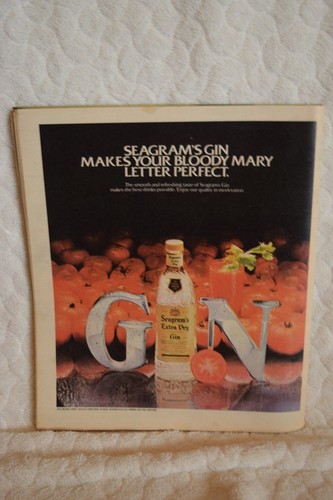 SEAGRAM'S GIN
MAKES YOUR BLOODY MARY
LETTER PERFECT.
The smooth and refreshing taste of Seagram's Gin
makes the best drinks possible. Enjoy our quality in moderation.
G N
Seagram's
Extra Dry
Gin